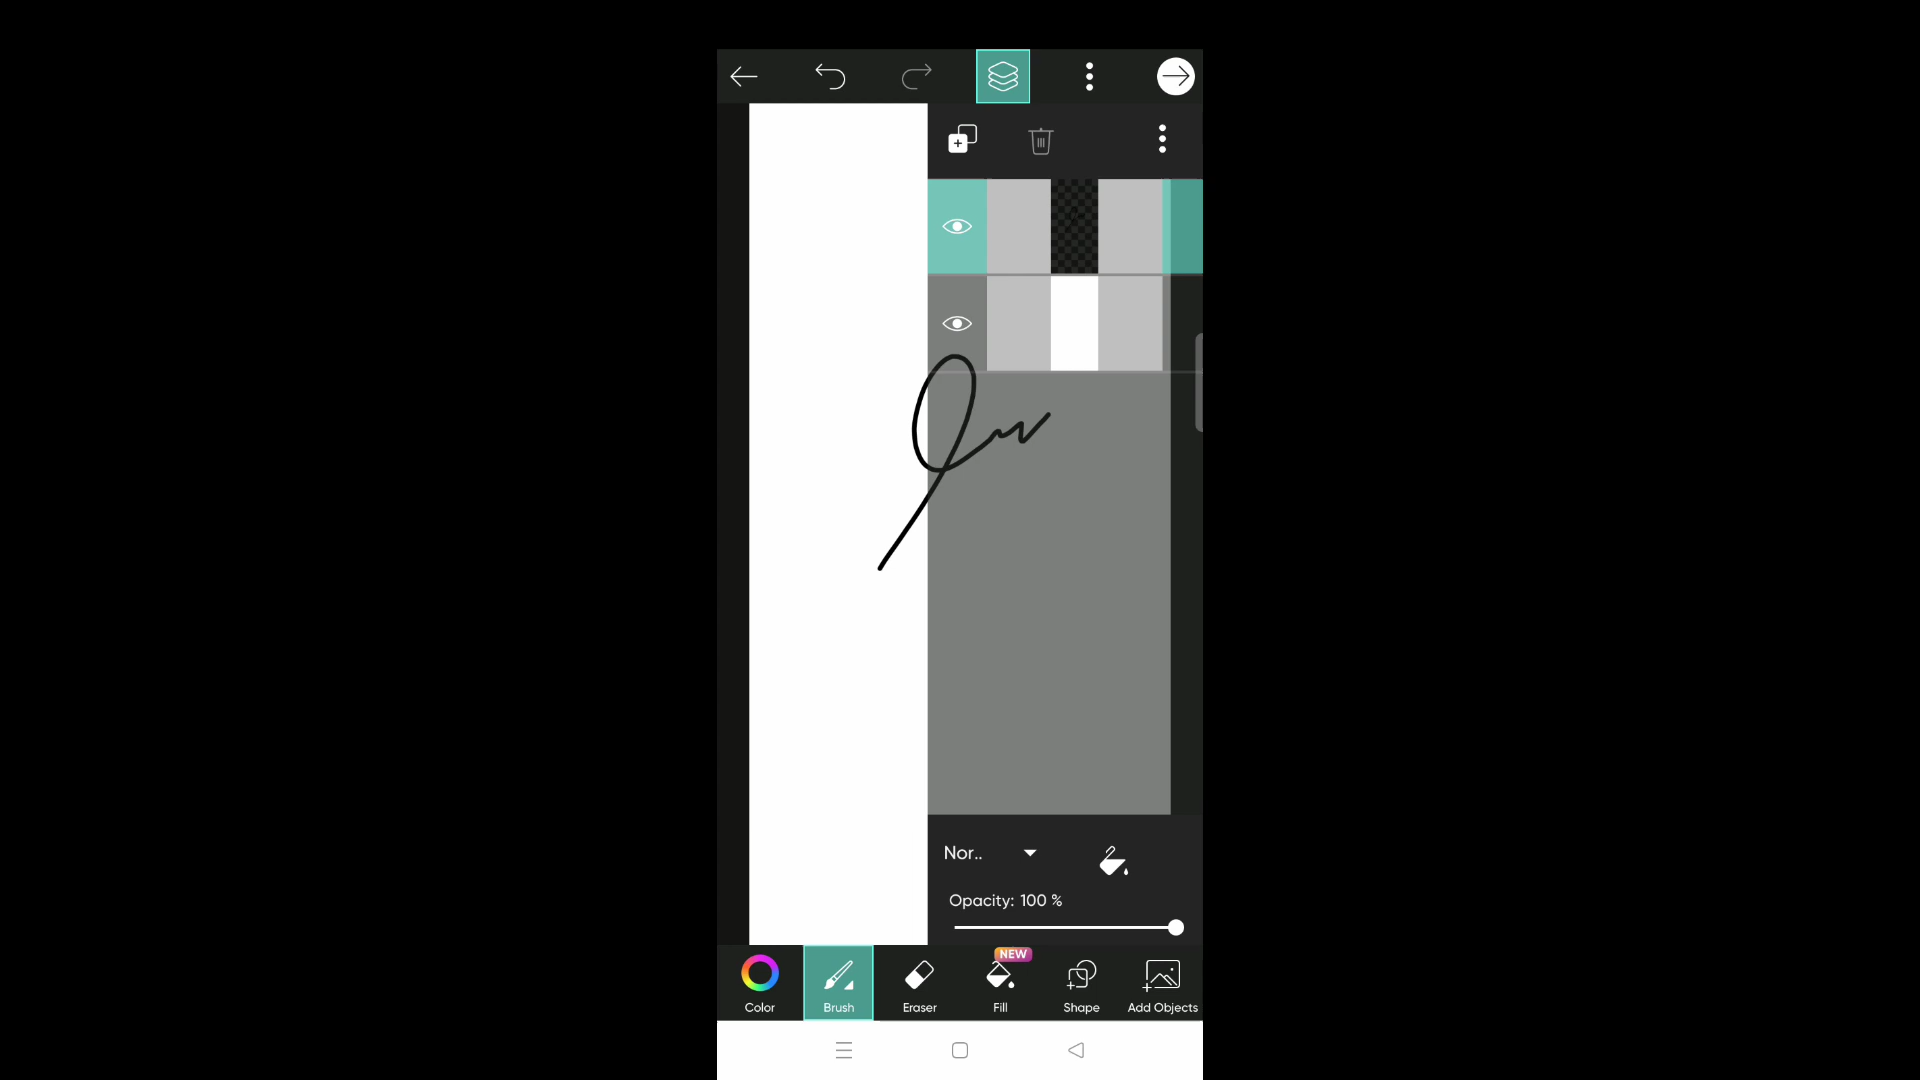 Nor..
Opacity: 100 %
NEW
Color
Brush
Eraser
Fill
Shape
Add Objects